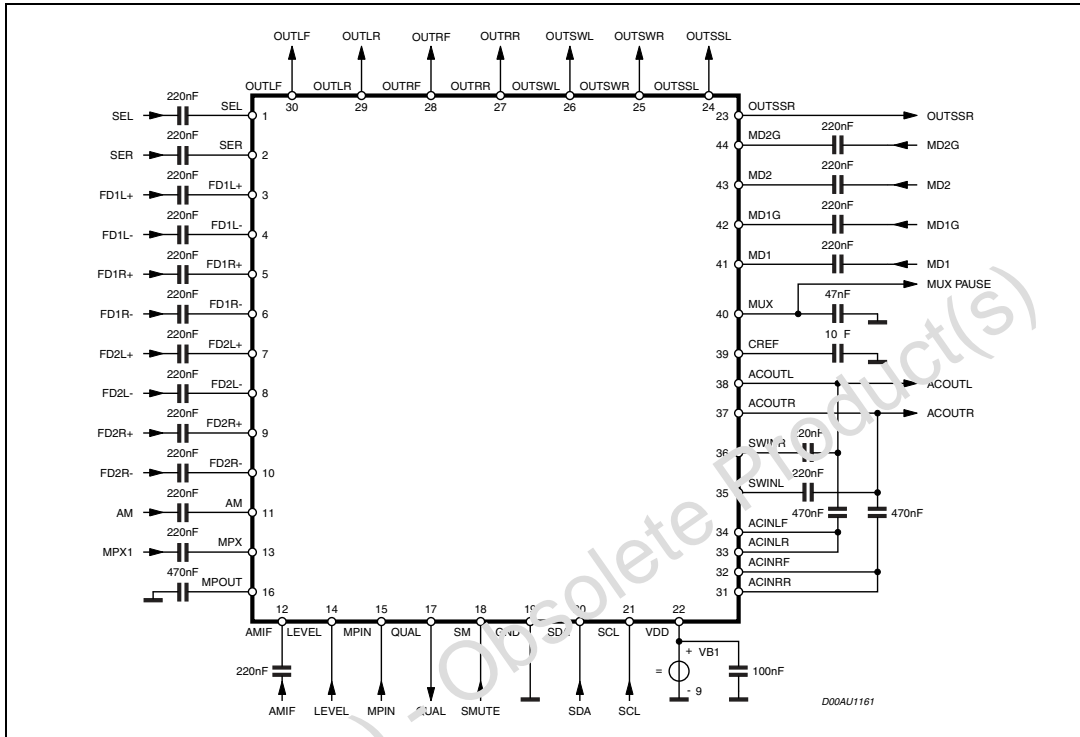 OUTLF OUTLR OUTRF OUTRR OUTSWL OUTSWR OUTSSL
OUTLF OUTLR OUTRF OUTRR OUTSWL OUTSWR OUTSSL
30 29 28 27 26 25 24
SEL 220nF SEL 1
SER 220nF SER 2
FD1L+ 220nF FD1L+ 3
FD1L- 220nF FD1L- 4
FD1R+ 220nF FD1R+ 5
FD1R- 220nF FD1R- 6
FD2L+ 220nF FD2L+ 7
FD2L- 220nF FD2L- 8
FD2R+ 220nF FD2R+ 9
FD2R- 220nF FD2R- 10
AM 220nF AM 11
MPX1 220nF MPX 13
470nF MPOUT 16
23 OUTSSR OUTSSR
44 MD2G 220nF MD2G
43 MD2 220nF MD2
42 MD1G 220nF MD1G
41 MD1 220nF MD1
MUX PAUSE
40 MUX 47nF
39 CREF 10 F
38 ACOUTL ACOUTL
37 ACOUTR ACOUTR
36 SWINR 220nF
35 SWINL 220nF
470nF 470nF
34 ACINLF
33 ACINLR
32 ACINRF
31 ACINRR
12 14 15 17 18 19 20 21 22
AMIF LEVEL MPIN QUAL SM GND SDA SCL VDD
220nF
+ VB1
=
- 9
100nF
AMIF LEVEL MPIN QUAL SMUTE SDA SCL
D00AU1161
) - Obsolete Product(s)